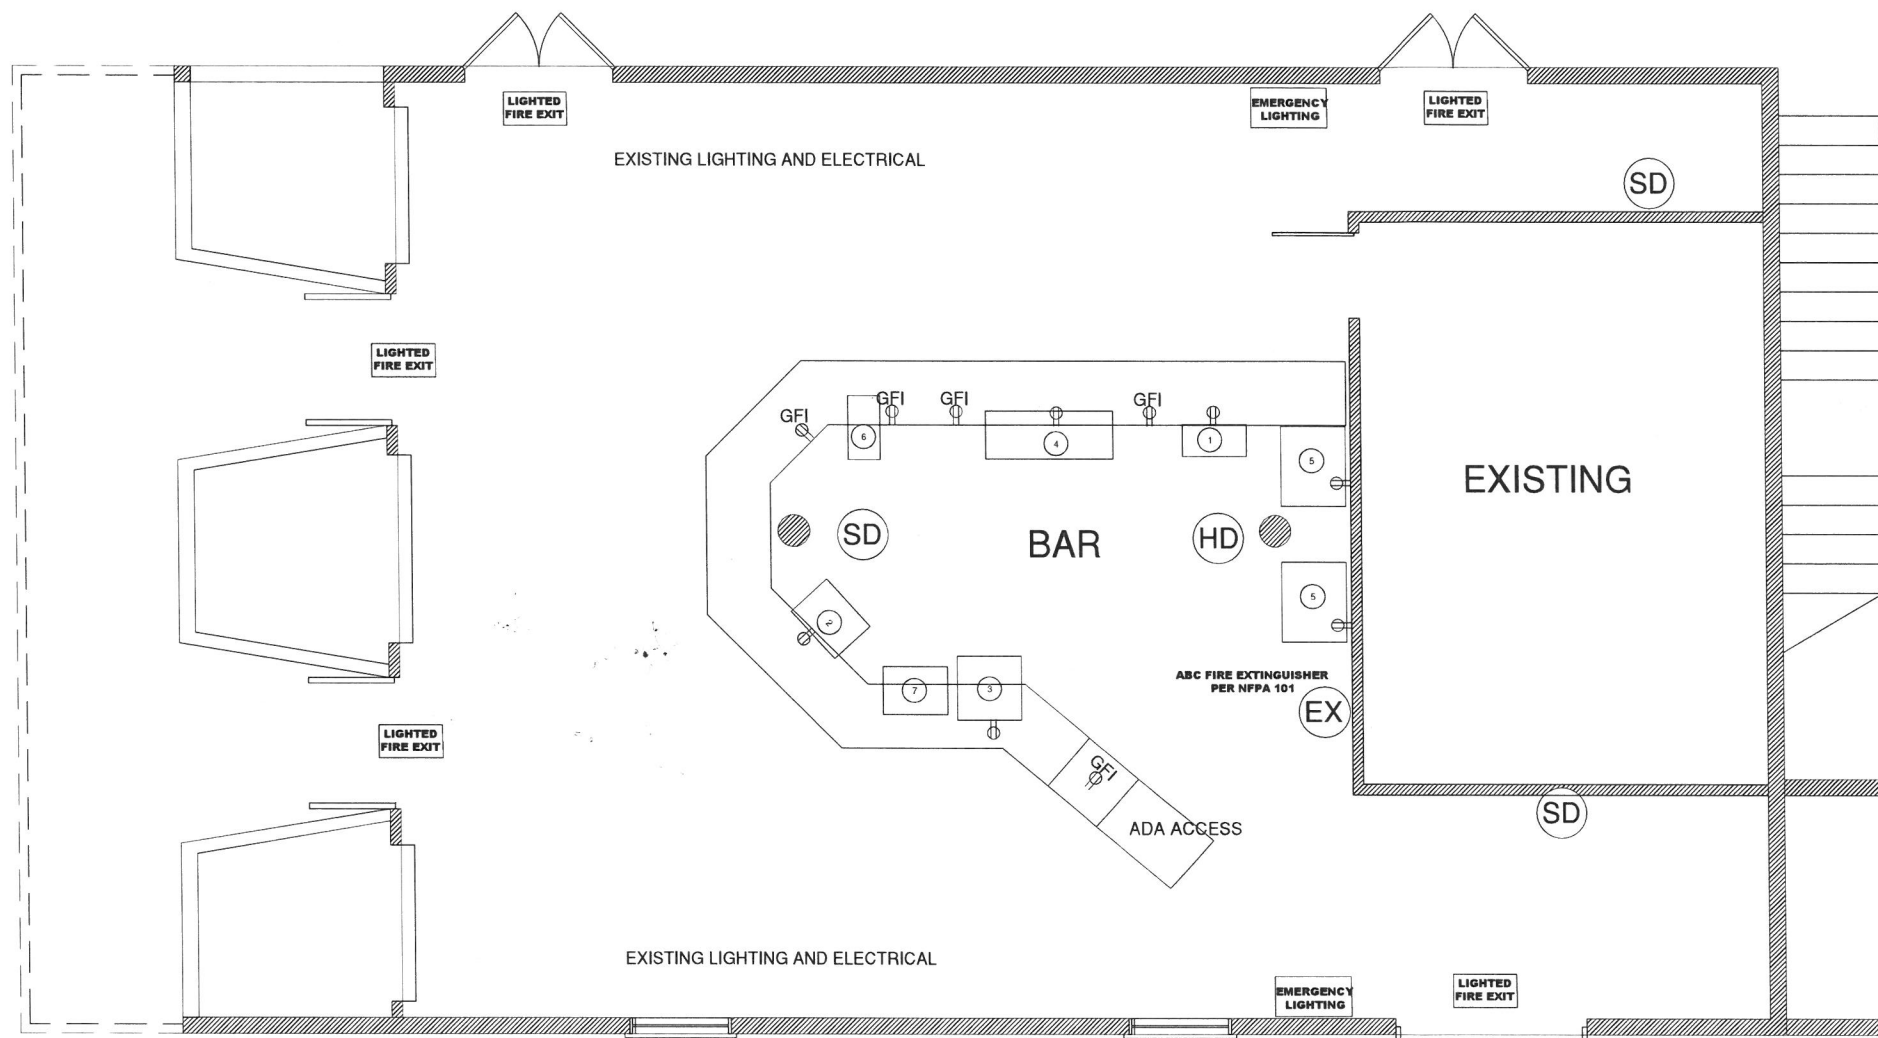 LIGHTED
FIRE EXIT
EMERGENCY
LIGHTING
LIGHTED
FIRE EXIT
EXISTING LIGHTING AND ELECTRICAL
SD
LIGHTED
FIRE EXIT
GFI
GFI
GFI
GFI
6
4
1
5
EXISTING
SD
BAR
HD
5
2
ABC FIRE EXTINGUISHER
PER NFPA 101
7
3
EX
LIGHTED
FIRE EXIT
GFI
SD
ADA ACCESS
EXISTING LIGHTING AND ELECTRICAL
EMERGENCY
LIGHTING
LIGHTED
FIRE EXIT